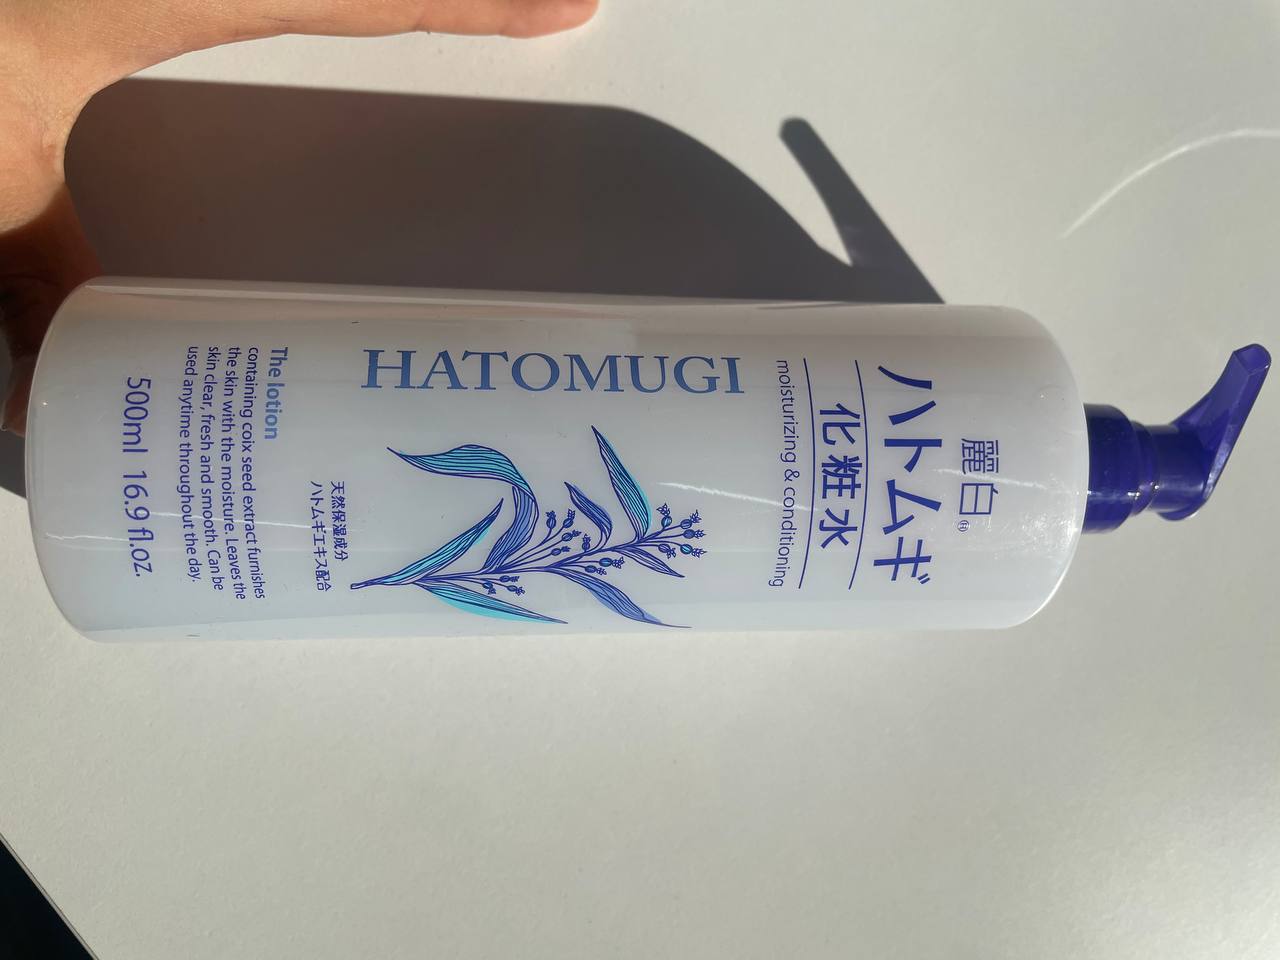 麗白®
ハトムギ
化粧水
moisturizing & conditioning
HATOMUGI
天然保湿成分
ハトムギエキス配合
The lotion
containing coix seed extract furnishes
the skin with the moisture. Leaves the
skin clear, fresh and smooth. Can be
used anytime throughout the day.
500ml 16.9 fl.oz.